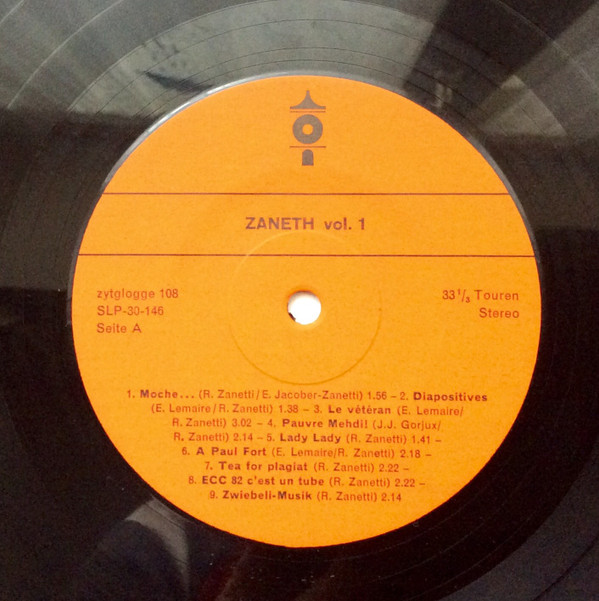 ZANETH vol. 1
zytglogge 108
SLP-30-146
Seite A
33 1/3 Touren
Stereo
1. Moche... (R. Zanetti/E. Jacober-Zanetti) 1.56 – 2. Diapositives
(E. Lemaire/R. Zanetti) 1.38 – 3. Le vétéran (E. Lemaire/
R. Zanetti) 3.02 – 4. Pauvre Mehdi! (J.J. Gorjux/
R. Zanetti) 2.14 – 5. Lady Lady (R. Zanetti) 1.41 –
6. A Paul Fort (E. Lemaire/R. Zanetti) 2.18 –
7. Tea for plagiat (R. Zanetti) 2.22 –
8. ECC 82 c'est un tube (R. Zanetti) 2.22 –
9. Zwiebeli-Musik (R. Zanetti) 2.14